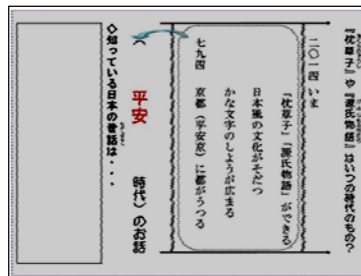 『枕草子』や『源氏物語』はいつの時代のもの?
二〇一四 いま
『枕草子』『源氏物語』ができる
日本風の文化がそだつ
かな文字のしようが広まる
七九四 京都(平安京)に都がうつる
( 平安 時代)のお話
◇知っている日本の昔話は・・・